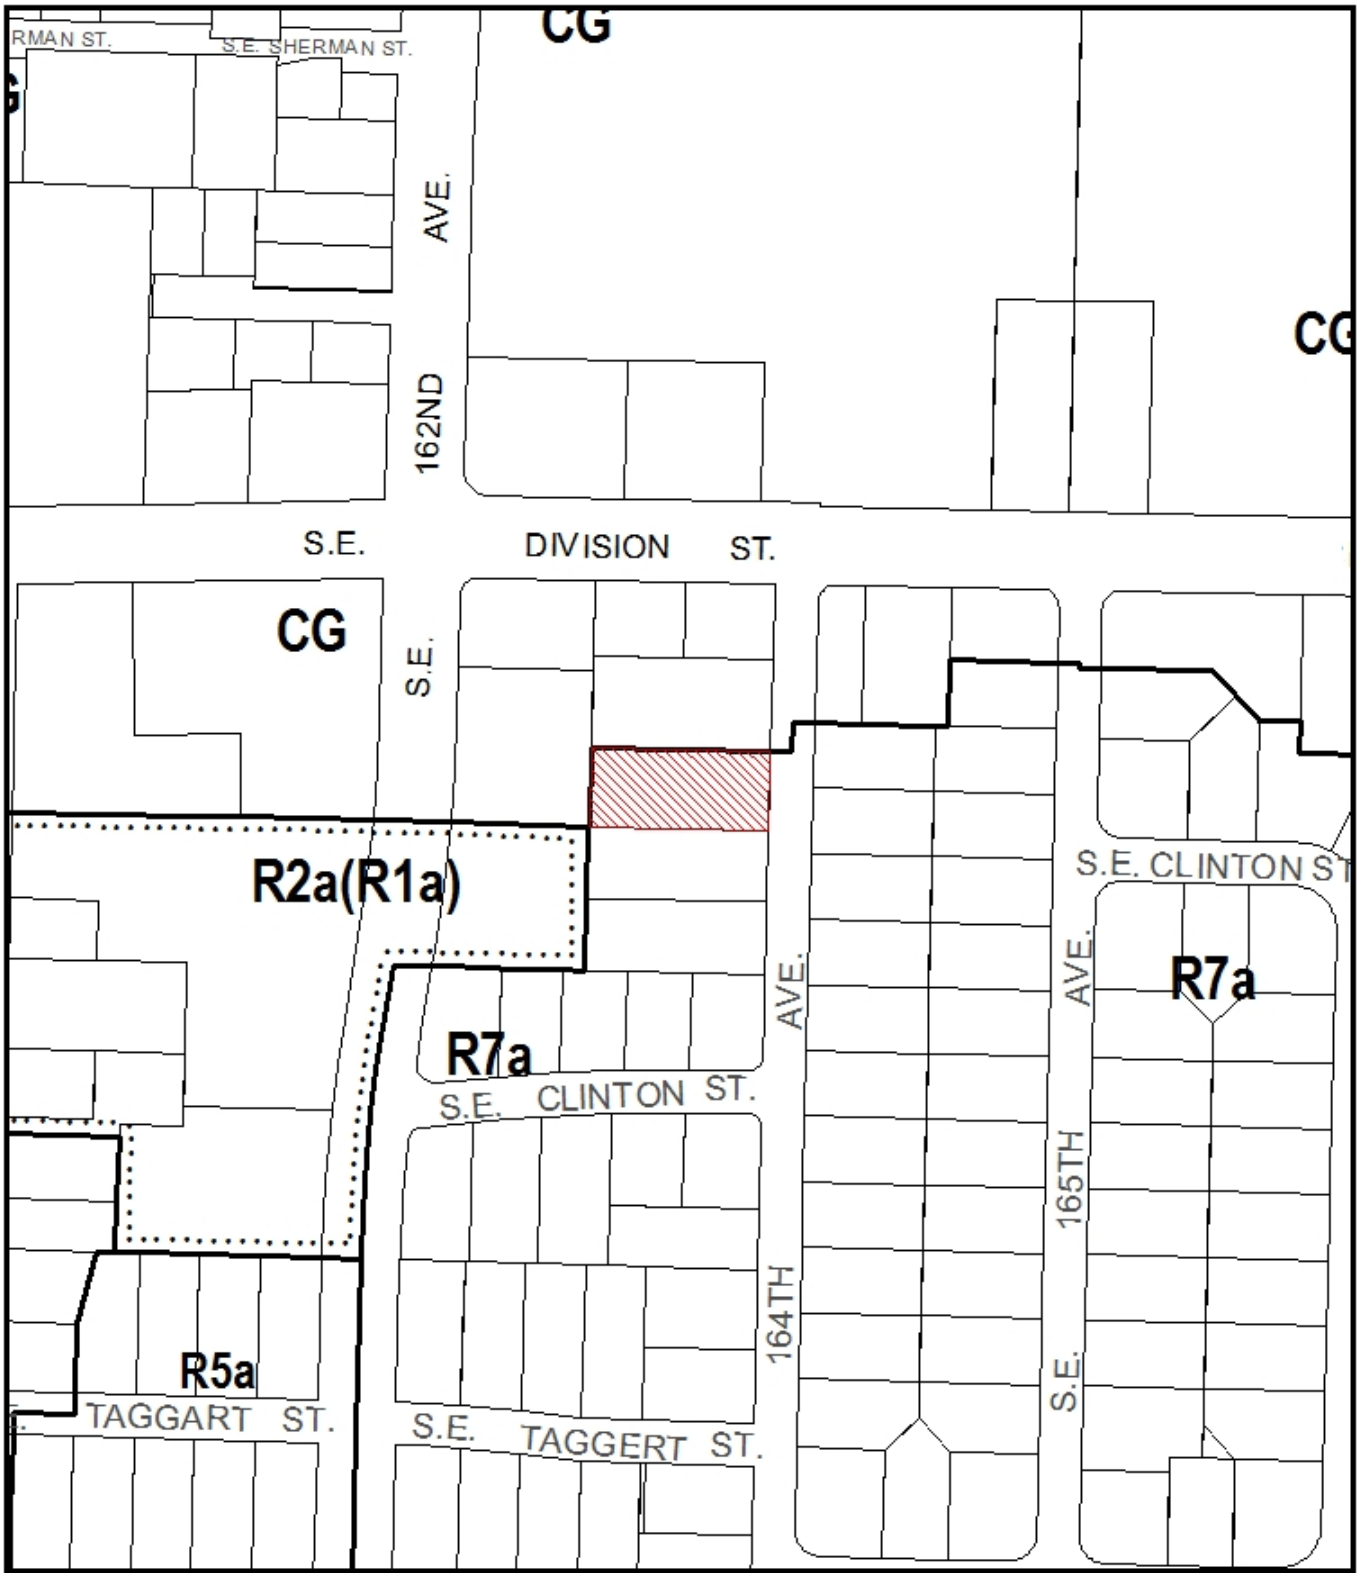 CG
RMAN ST.
S.E. SHERMAN ST.
G
AVE.
CG
162ND
S.E. DIVISION ST.
CG
S.E.
R2a(R1a)
S.E. CLINTON ST
AVE.
AVE.
R7a
R7a
S.E. CLINTON ST.
165TH
164TH
R5a
S.E.
TAGGART ST.
S.E. TAGGERT ST.